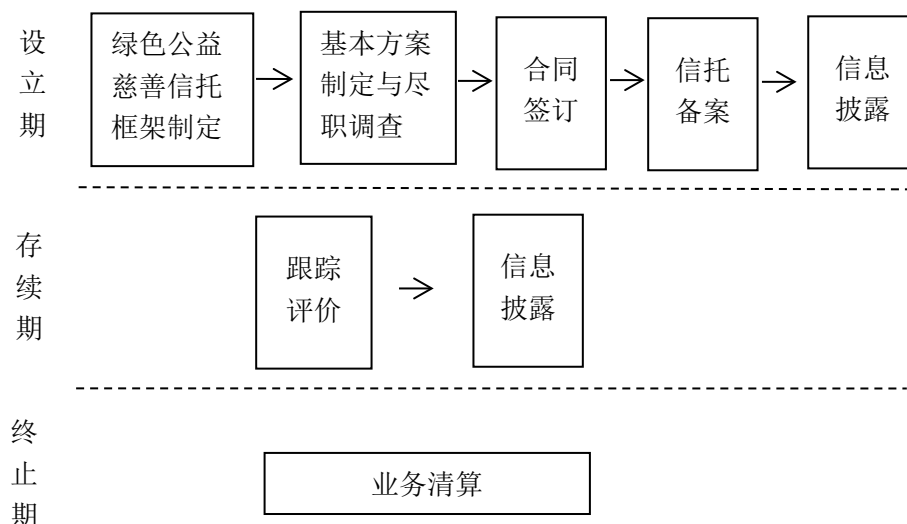 设
立
期
绿色公益
慈善信托
框架制定
基本方案
制定与尽
职调查
合同
签订
信托
备案
信息
披露
存
续
期
跟踪
评价
信息
披露
终
止
期
业务清算